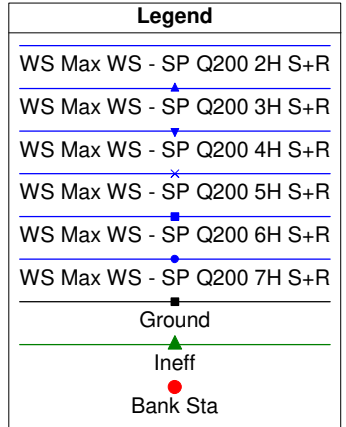 Legend
WS Max WS - SP Q200 2H S+R
WS Max WS - SP Q200 3H S+R
WS Max WS - SP Q200 4H S+R
WS Max WS - SP Q200 5H S+R
WS Max WS - SP Q200 6H S+R
WS Max WS - SP Q200 7H S+R
Ground
Ineff
Bank Sta